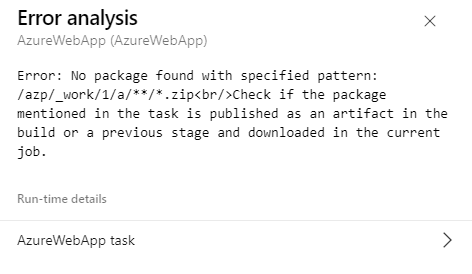 Error analysis
AzureWebApp (AzureWebApp)
Error: No package found with specified pattern:
/azp/_work/1/a/**/*.zip<br/>Check if the package
mentioned in the task is published as an artifact in the
build or a previous stage and downloaded in the current
job.
Run-time details
AzureWebApp task